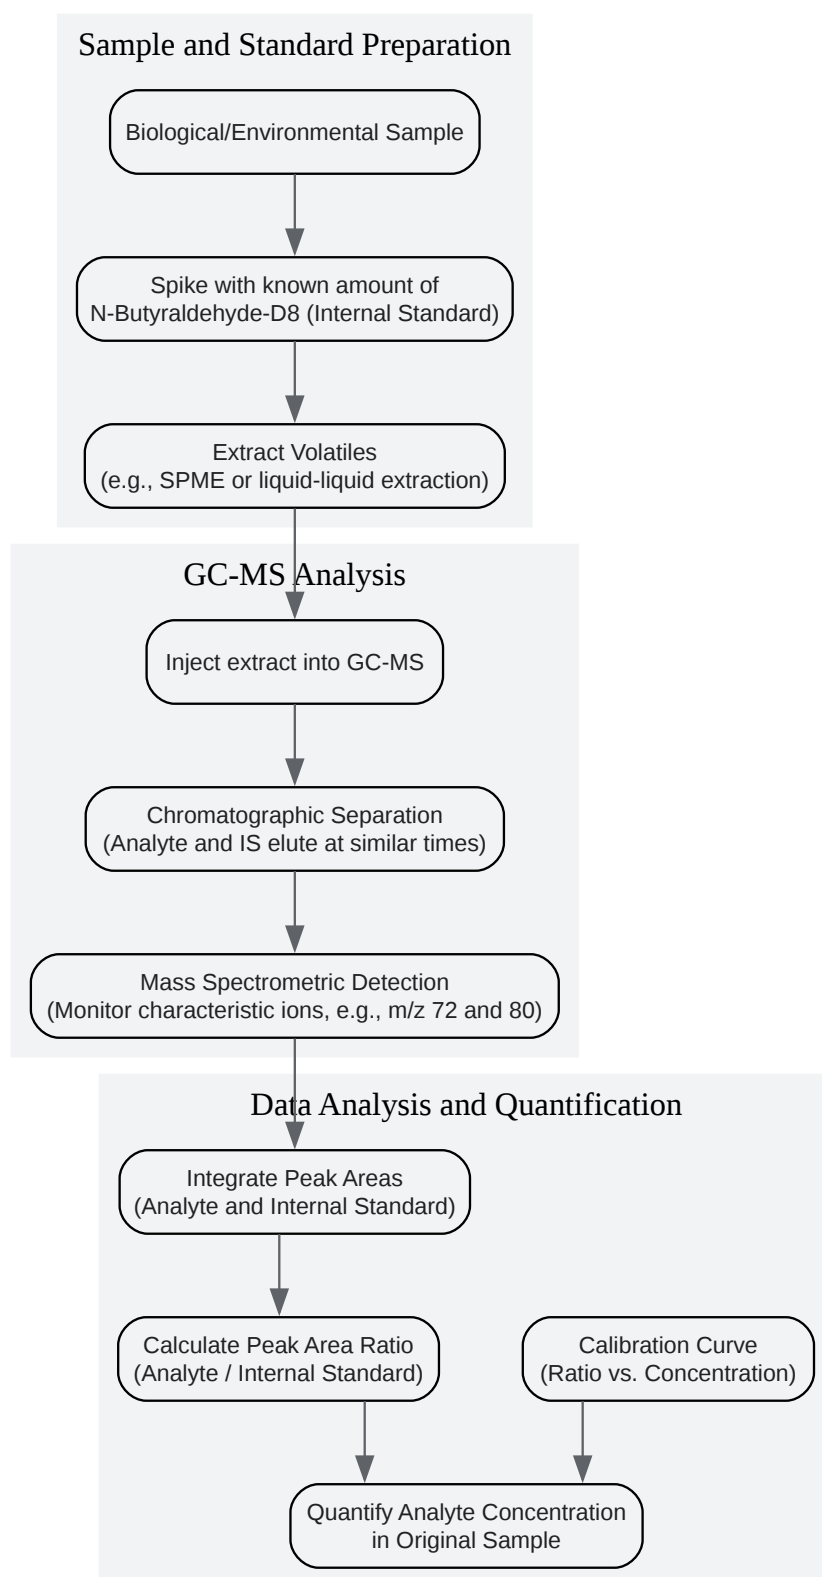 Sample and Standard Preparation
Biological/Environmental Sample
Spike with known amount of
N-Butyraldehyde-D8 (Internal Standard)
Extract Volatiles
(e.g., SPME or liquid-liquid extraction)
GC-MS Analysis
Inject extract into GC-MS
Chromatographic Separation
(Analyte and IS elute at similar times)
Mass Spectrometric Detection
(Monitor characteristic ions, e.g., m/z 72 and 80)
Data Analysis and Quantification
Integrate Peak Areas
(Analyte and Internal Standard)
Calculate Peak Area Ratio
(Analyte / Internal Standard)
Calibration Curve
(Ratio vs. Concentration)
Quantify Analyte Concentration
in Original Sample